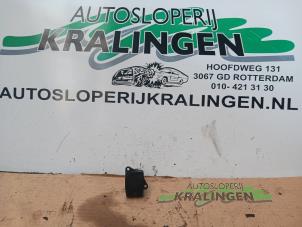 AUTOSLOPERIJ
KRALINGEN
HOOFDWEG 131
3067 GD ROTTERDAM
010- 421 31 30
AUTOSLOPERIJKRALINGEN.NL
AUTOSLOPERIJ
KRALINGEN